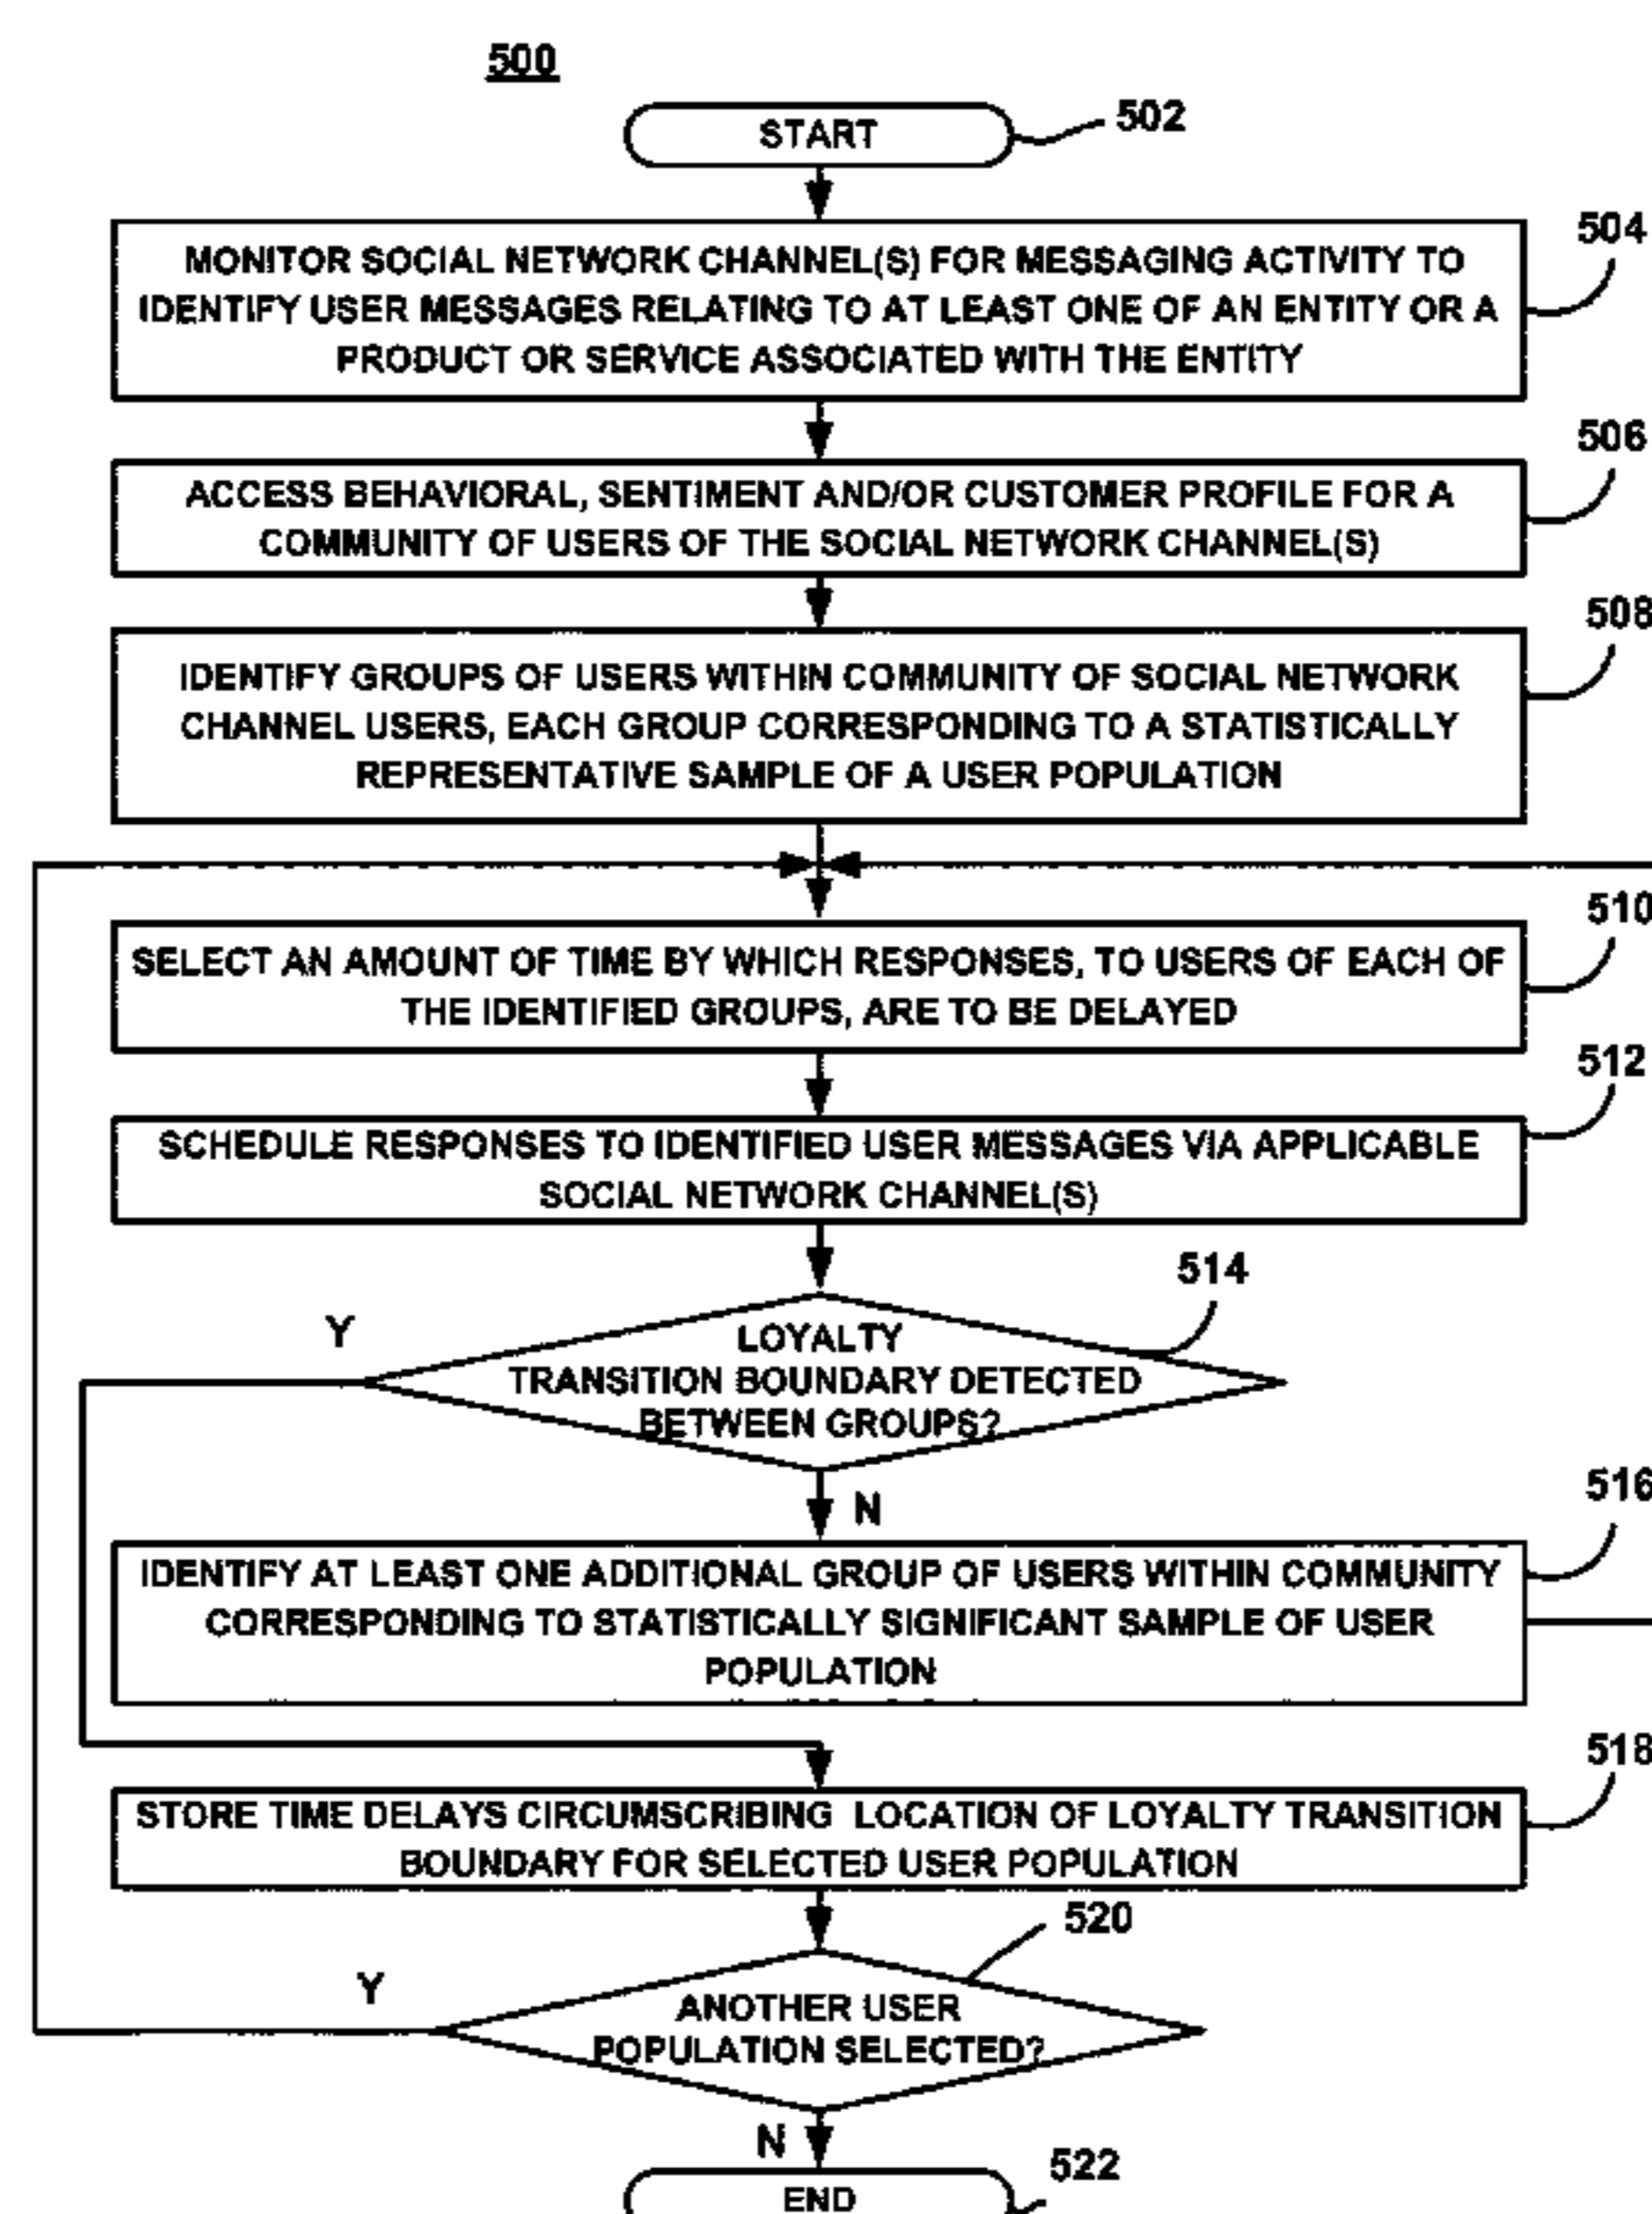 500
START
502
MONITOR SOCIAL NETWORK CHANNEL(S) FOR MESSAGING ACTIVITY TO
IDENTIFY USER MESSAGES RELATING TO AT LEAST ONE OF AN ENTITY OR A
PRODUCT OR SERVICE ASSOCIATED WITH THE ENTITY
504
ACCESS BEHAVIORAL, SENTIMENT AND/OR CUSTOMER PROFILE FOR A
COMMUNITY OF USERS OF THE SOCIAL NETWORK CHANNEL(S)
506
IDENTIFY GROUPS OF USERS WITHIN COMMUNITY OF SOCIAL NETWORK
CHANNEL USERS, EACH GROUP CORRESPONDING TO A STATISTICALLY
REPRESENTATIVE SAMPLE OF A USER POPULATION
508
SELECT AN AMOUNT OF TIME BY WHICH RESPONSES, TO USERS OF EACH OF
THE IDENTIFIED GROUPS, ARE TO BE DELAYED
510
SCHEDULE RESPONSES TO IDENTIFIED USER MESSAGES VIA APPLICABLE
SOCIAL NETWORK CHANNEL(S)
512
514
Y
LOYALTY
TRANSITION BOUNDARY DETECTED
BETWEEN GROUPS?
N
IDENTIFY AT LEAST ONE ADDITIONAL GROUP OF USERS WITHIN COMMUNITY
CORRESPONDING TO STATISTICALLY SIGNIFICANT SAMPLE OF USER
POPULATION
516
STORE TIME DELAYS CIRCUMSCRIBING LOCATION OF LOYALTY TRANSITION
BOUNDARY FOR SELECTED USER POPULATION
518
520
Y
ANOTHER USER
POPULATION SELECTED?
N
END
522